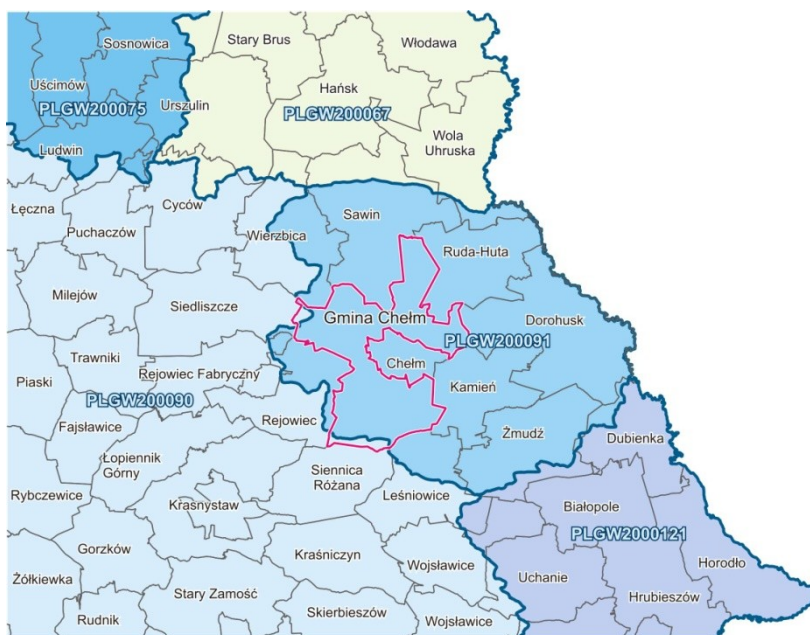 Sosnowica
Stary Brus
Włodawa
Uścimów
Hańsk
Urszulin
PLGW200075
PLGW200067
Wola
Uhruska
Ludwin
Cyców
Łęczna
Sawin
Puchaczów
Wierzbica
Ruda-Huta
Milejów
Siedliszcze
Gmina Chełm
Dorohusk
PLGW200091
Trawniki
Chełm
Rejowiec Fabryczny
Piaski
Kamień
PLGW200090
Rejowiec
Fajsławice
Żmudź
Dubienka
Łopiennik
Górny
Siennica
Różana
Rybczewice
Leśniowice
Krasnystaw
Białopole
PLGW2000121
Gorzków
Kraśniczyn
Horodło
Wojsławice
Uchanie
Żółkiewka
Stary Zamość
Hrubieszów
Skierbieszów
Rudnik
Wojsławice